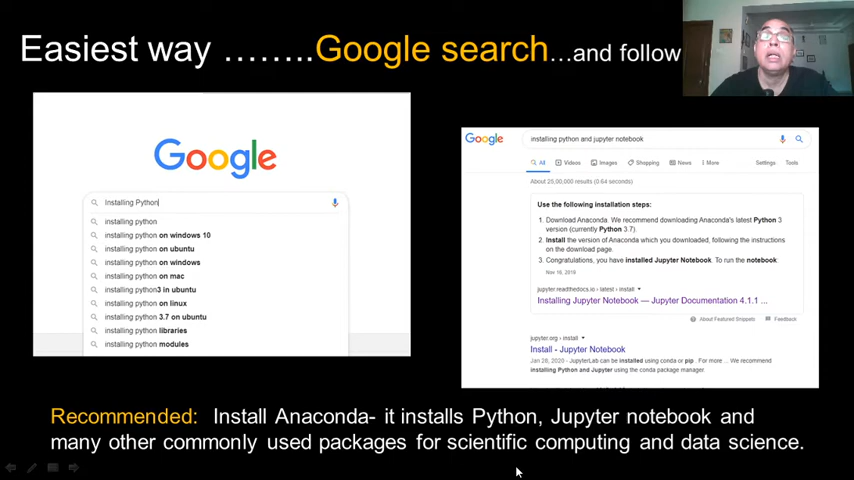 Easiest way ........Google search...and follow
Google
Installing Python
installing python
installing python on windows 10
installing python on ubuntu
installing python on windows
installing python on mac
installing python3 in ubuntu
installing python on linux
installing python 3.7 on ubuntu
installing python libraries
installing python modules
Google
installing python and jupyter notebook
All Videos Images Shopping News More Settings Tools
About 25,00,000 results (0.64 seconds)
Use the following installation steps:
1. Download Anaconda. We recommend downloading Anaconda's latest Python 3
version (currently Python 3.7).
2. Install the version of Anaconda which you downloaded, following the instructions
on the download page.
3. Congratulations, you have installed Jupyter Notebook. To run the notebook:
Nov 16, 2019
jupyter.readthedocs.io › latest › install
Installing Jupyter Notebook — Jupyter Documentation 4.1.1 ...
About Featured Snippets Feedback
jupyter.org › install
Install - Jupyter Notebook
Jan 28, 2020 - JupyterLab can be installed using conda or pip. For more ... We recommend
installing Python and Jupyter using the conda package manager.
Recommended: Install Anaconda- it installs Python, Jupyter notebook and
many other commonly used packages for scientific computing and data science.